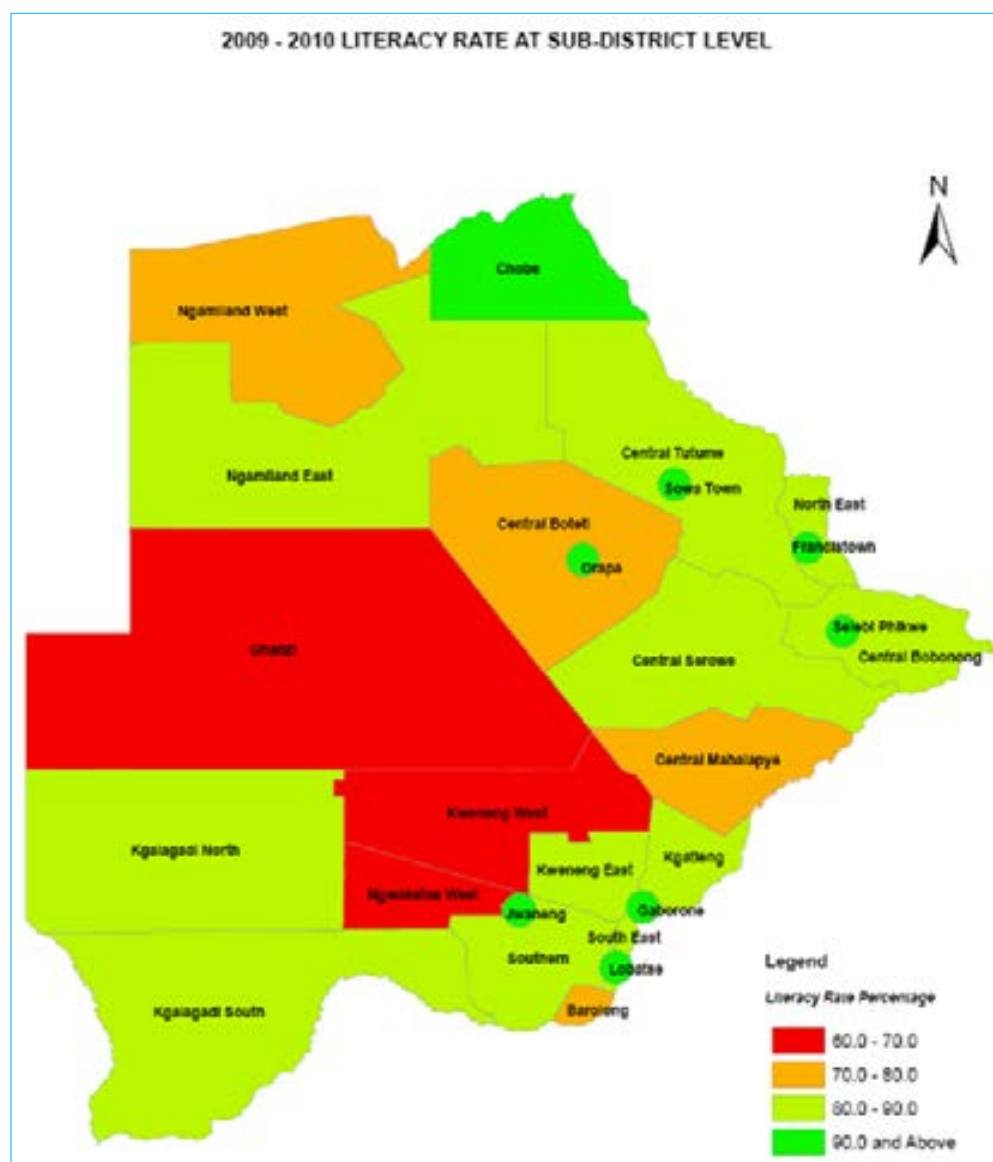 2009 - 2010 LITERACY RATE AT SUB-DISTRICT LEVEL
N
Chobe
Ngamiland West
Central Tutume
Ngamiland East
Sowa Town
North East
Central Boteti
Francistown
Orapa
Selebi Phikwe
Ghanzi
Central Serowe
Central Bobonong
Central Mahalapye
Kweneng West
Kgalagadi North
Kgatleng
Kweneng East
Ngwaketse West
Jwaneng
Gaborone
South East
Southern
Lobatse
Kgalagadi South
Barolong
Legend
Literacy Rate Percentage
60.0 - 70.0
70.0 - 80.0
80.0 - 90.0
90.0 and Above